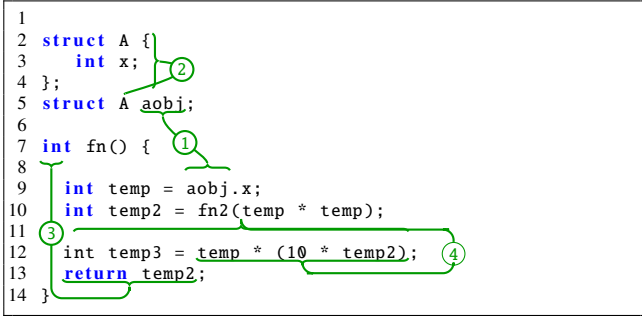 1
2 struct A {
3 int x;
4 };
5 struct A aobj;
6
7 int fn() {
8
9 int temp = aobj.x;
10 int temp2 = fn2(temp * temp);
11
12 int temp3 = temp * (10 * temp2);
13 return temp2;
14 }
2
1
3
4